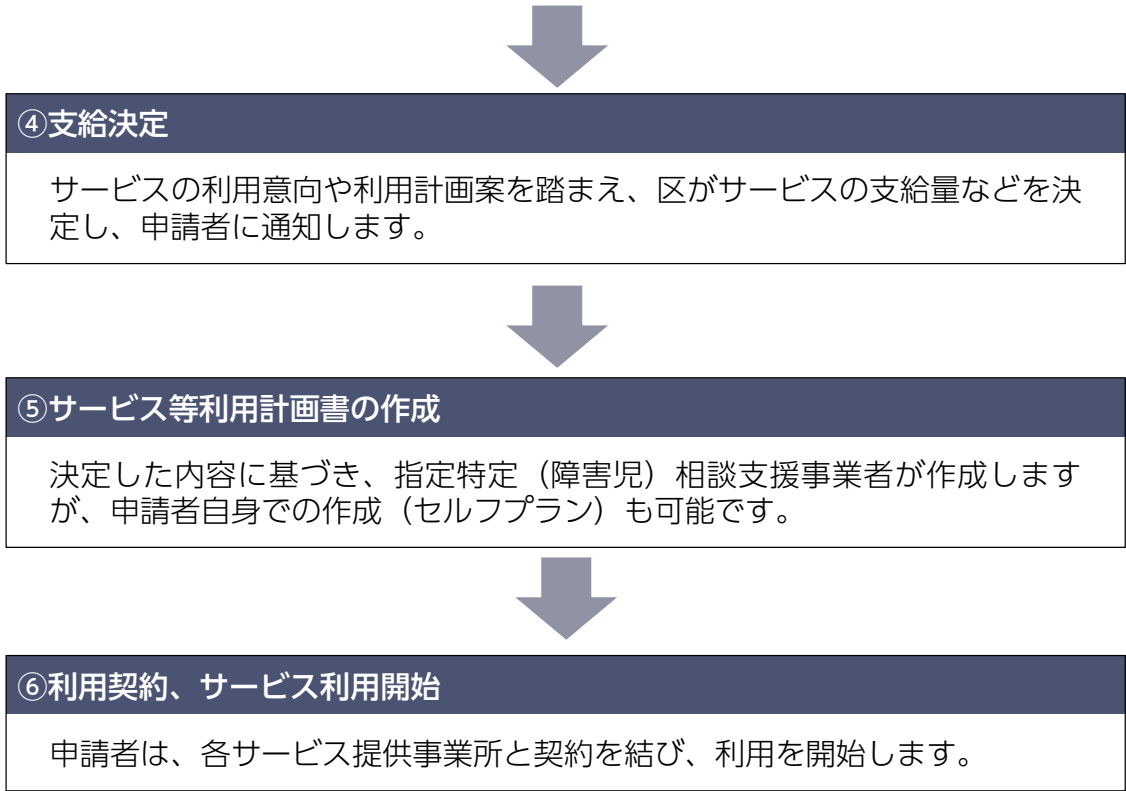 ④支給決定
サービスの利用意向や利用計画案を踏まえ、区がサービスの支給量などを決
定し、申請者に通知します。
⑤サービス等利用計画書の作成
決定した内容に基づき、指定特定（障害児）相談支援事業者が作成します
が、申請者自身での作成（セルフプラン）も可能です。
⑥利用契約、サービス利用開始
申請者は、各サービス提供事業所と契約を結び、利用を開始します。